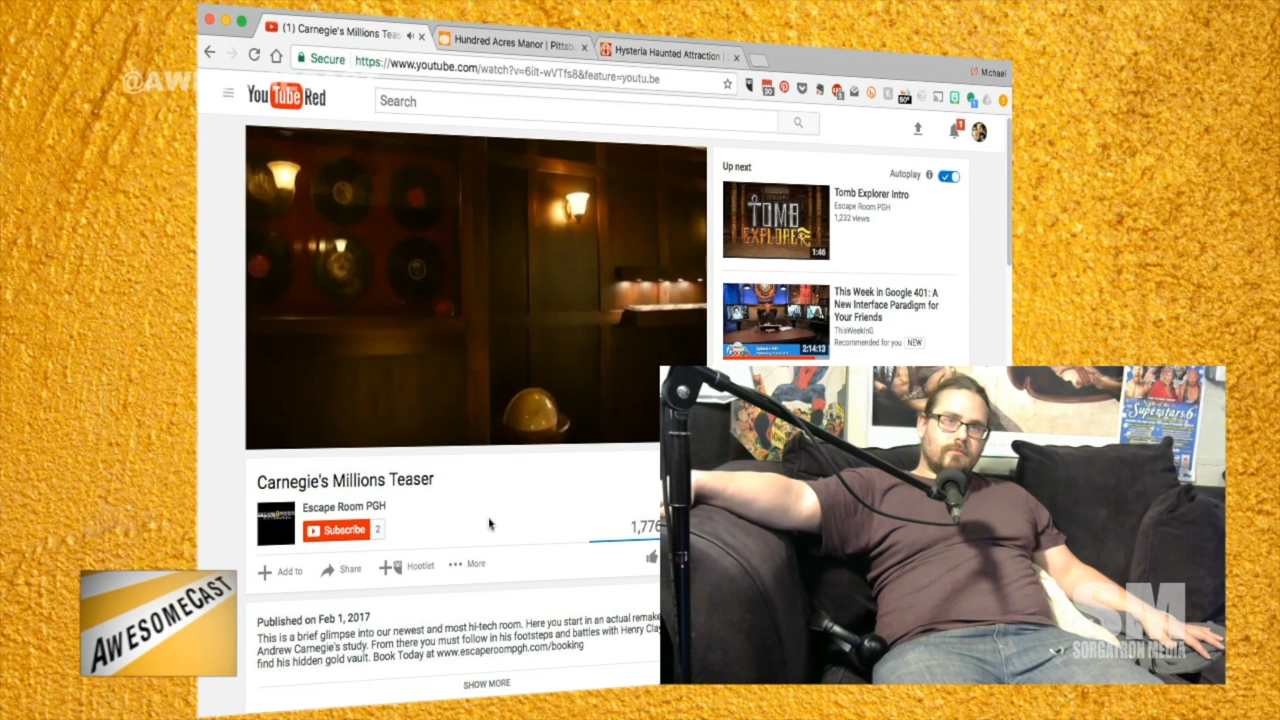 (1) Carnegie's Millions Teas
Hundred Acres Manor | Pittsb
Hysteria Haunted Attraction |
Michael
Secure
https://www.youtube.com/watch?v=6ilt-wVTfs8&feature=youtu.be
@AW
YouTube Red
Search
Up next
Autoplay
TOMB
EXPLORER
1:46
Tomb Explorer Intro
Escape Room PGH
1,232 views
2:14:13
This Week in Google 401: A
New Interface Paradigm for
Your Friends
ThisWeekIn
Recommended for you NEW
Carnegie's Millions Teaser
Escape Room PGH
Subscribe 2
1,776
Add to
Share
Hootlet
More
Published on Feb 1, 2017
This is a brief glimpse into our newest and most hi-tech room. Here you start in an actual remake
Andrew Carnegie's study. From there you must follow in his footsteps and battles with Henry Clay
find his hidden gold vault. Book Today at www.escaperoompgh.com/booking
SHOW MORE
AWESOMECAST
Superstars 6
SM
SORGATRON MEDIA